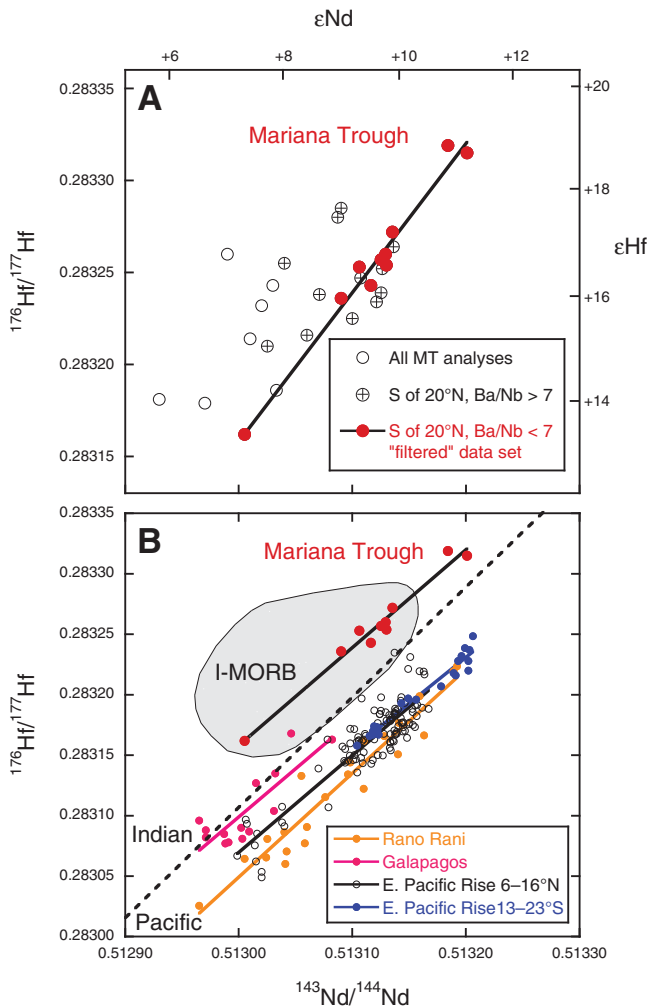 εNd
+6 +8 +10 +12
A
Mariana Trough
0.28335
0.28330
0.28325
0.28320
0.28315
+20
+18
+16
+14
176Hf/177Hf
εHf
All MT analyses
S of 20°N, Ba/Nb > 7
S of 20°N, Ba/Nb < 7
"filtered" data set
B
Mariana Trough
0.28335
0.28330
0.28325
0.28320
0.28315
0.28310
0.28305
0.28300
176Hf/177Hf
I-MORB
Indian
Pacific
Rano Rani
Galapagos
E. Pacific Rise 6–16°N
E. Pacific Rise13–23°S
0.51290 0.51300 0.51310 0.51320 0.51330
143Nd/144Nd